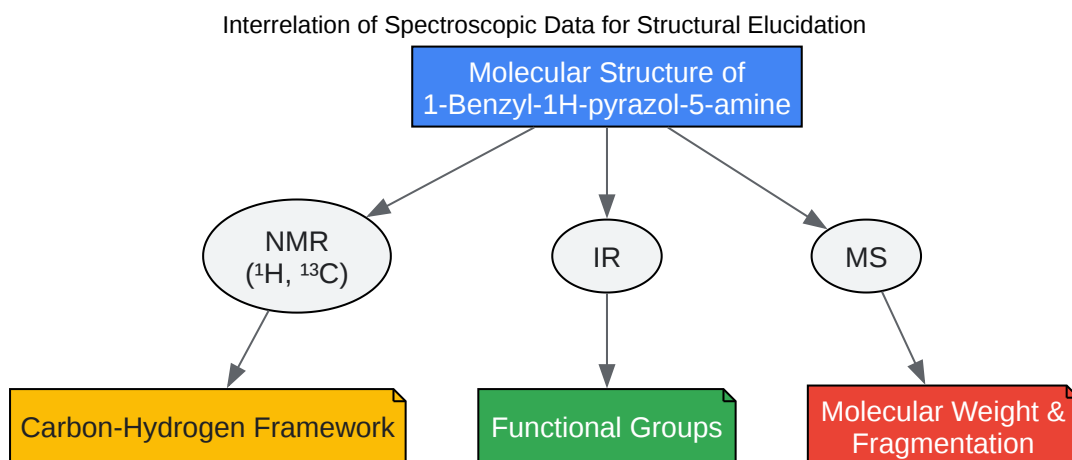 Interrelation of Spectroscopic Data for Structural Elucidation
Molecular Structure of
1-Benzyl-1H-pyrazol-5-amine
NMR
(¹H, ¹³C)
IR
MS
Carbon-Hydrogen Framework
Functional Groups
Molecular Weight &
Fragmentation